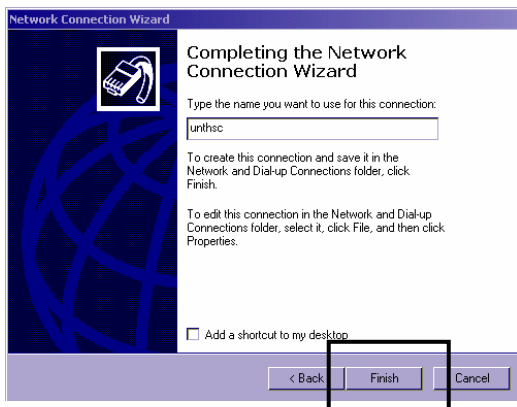 Network Connection Wizard
Completing the Network
Connection Wizard
Type the name you want to use for this connection:
unthsc
To create this connection and save it in the
Network and Dial-up Connections folder, click
Finish.
To edit this connection in the Network and Dial-up
Connections folder, select it, click File, and then click
Properties.
Add a shortcut to my desktop
< Back Finish Cancel